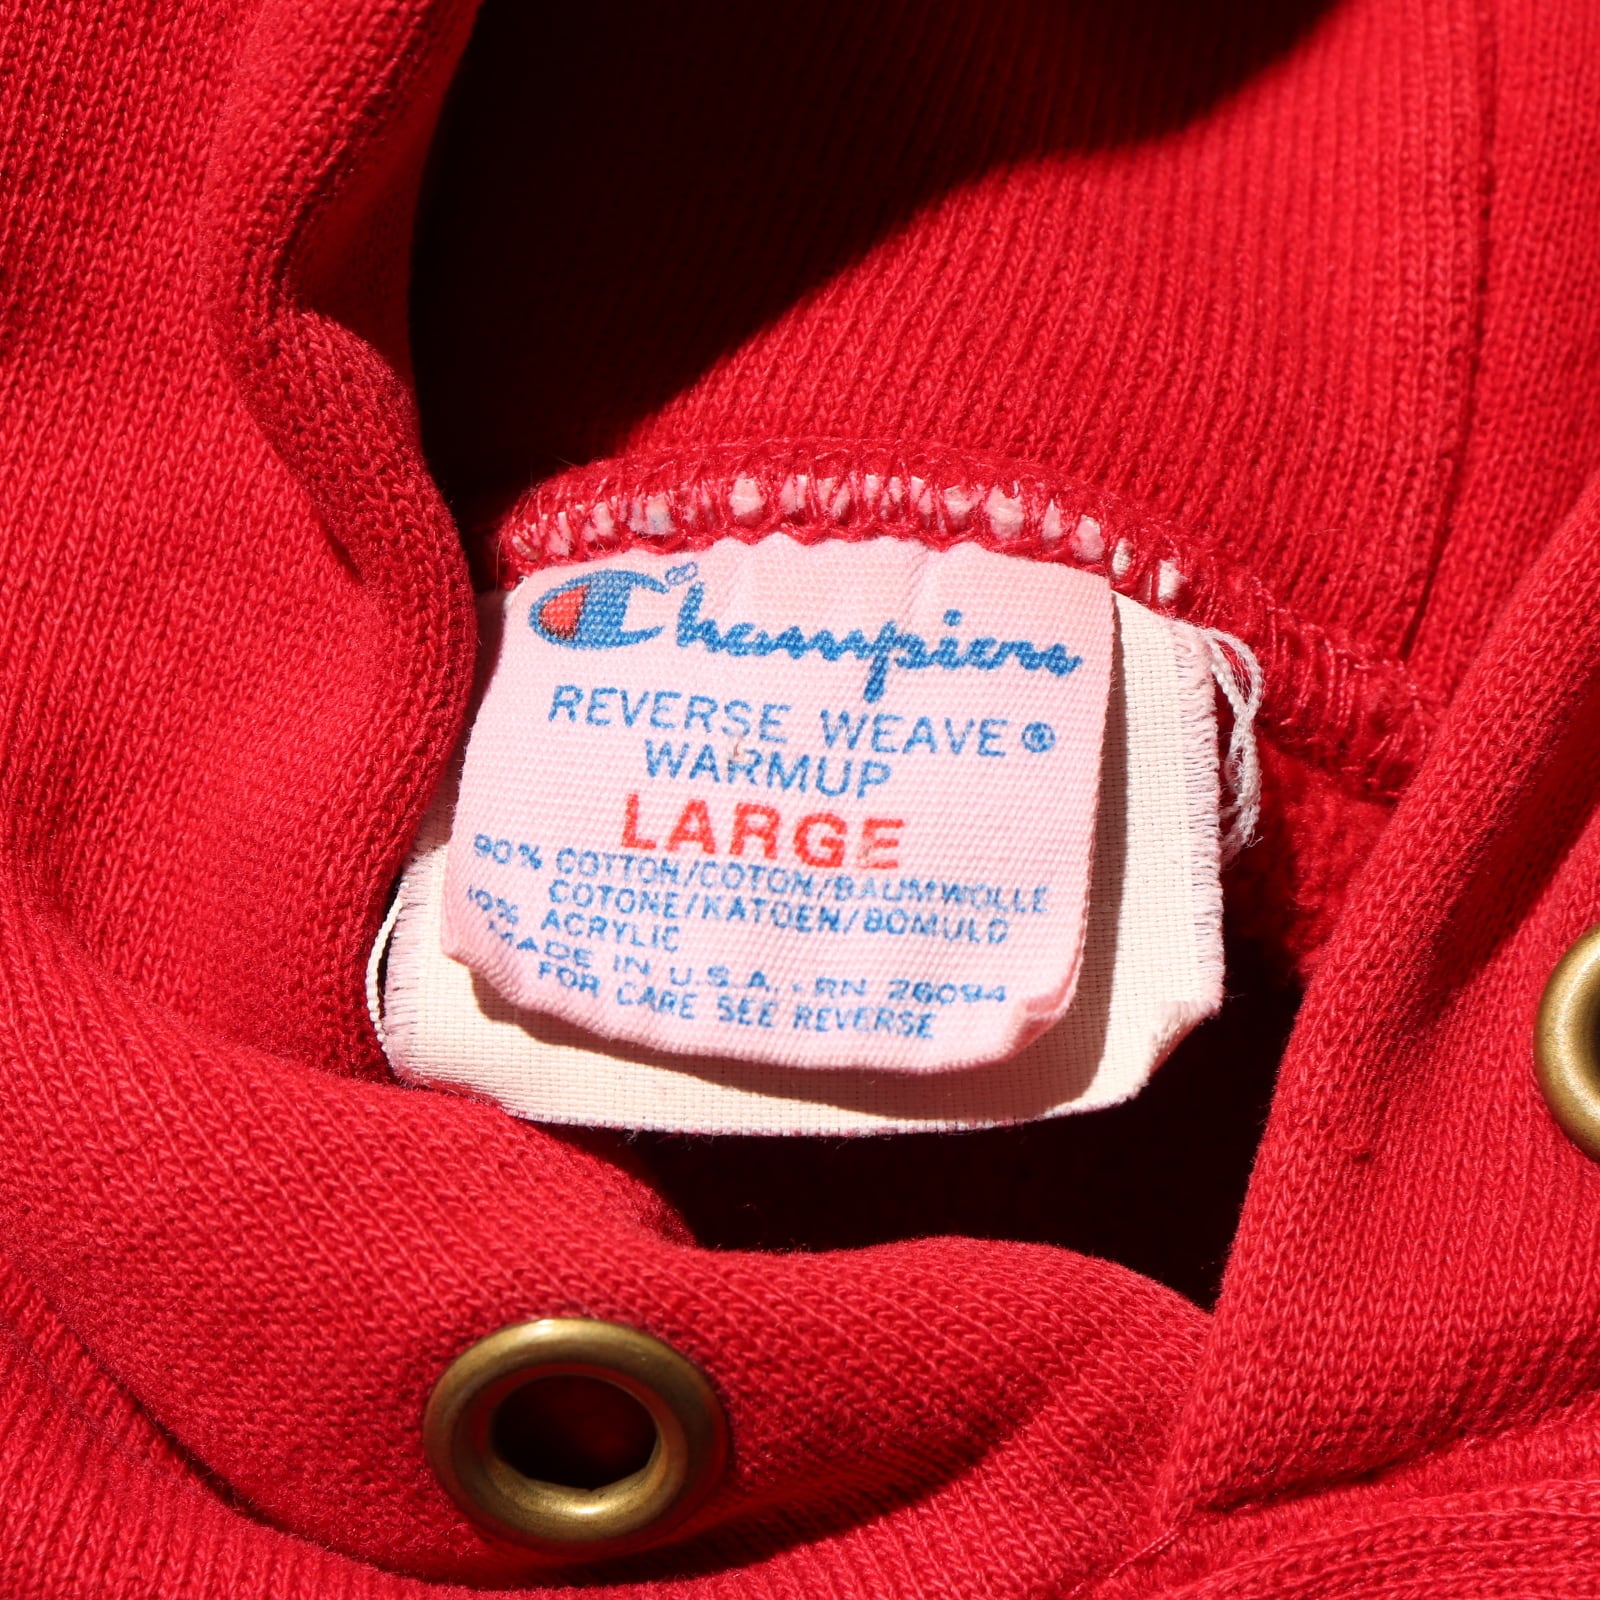 Champion®
REVERSE WEAVE®
WARMUP
LARGE
90% COTTON/COTON/BAUMWOLLE
COTONE/KATOEN/BOMULD
10% ACRYLIC
MADE IN U.S.A. · RN 26094
FOR CARE SEE REVERSE